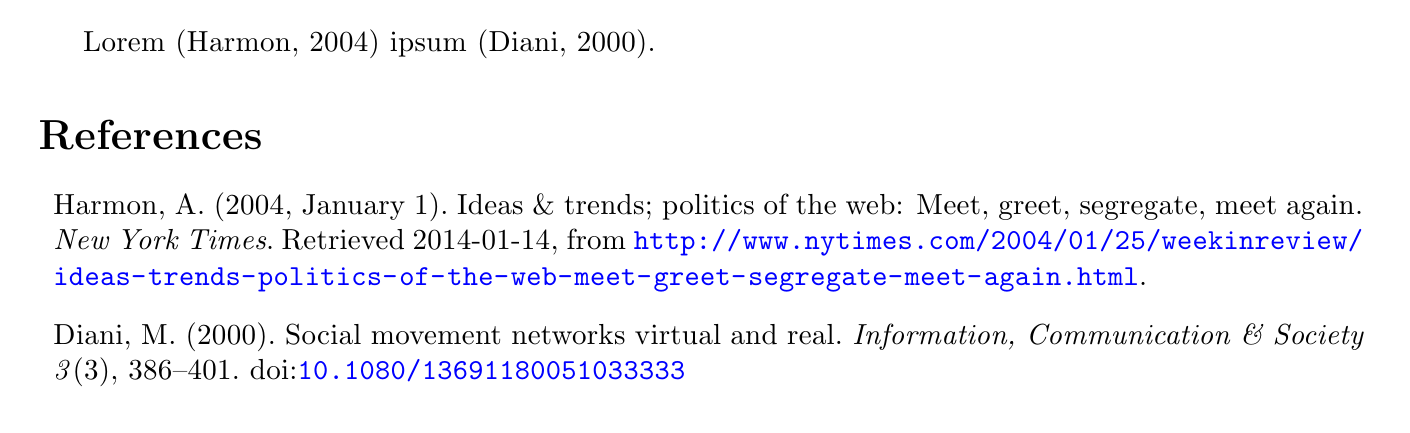 Lorem (Harmon, 2004) ipsum (Diani, 2000).
References
Harmon, A. (2004, January 1). Ideas & trends; politics of the web: Meet, greet, segregate, meet again.
New York Times. Retrieved 2014-01-14, from http://www.nytimes.com/2004/01/25/weekinreview/
ideas-trends-politics-of-the-web-meet-greet-segregate-meet-again.html.
Diani, M. (2000). Social movement networks virtual and real. Information, Communication & Society
3(3), 386–401. doi:10.1080/13691180051033333